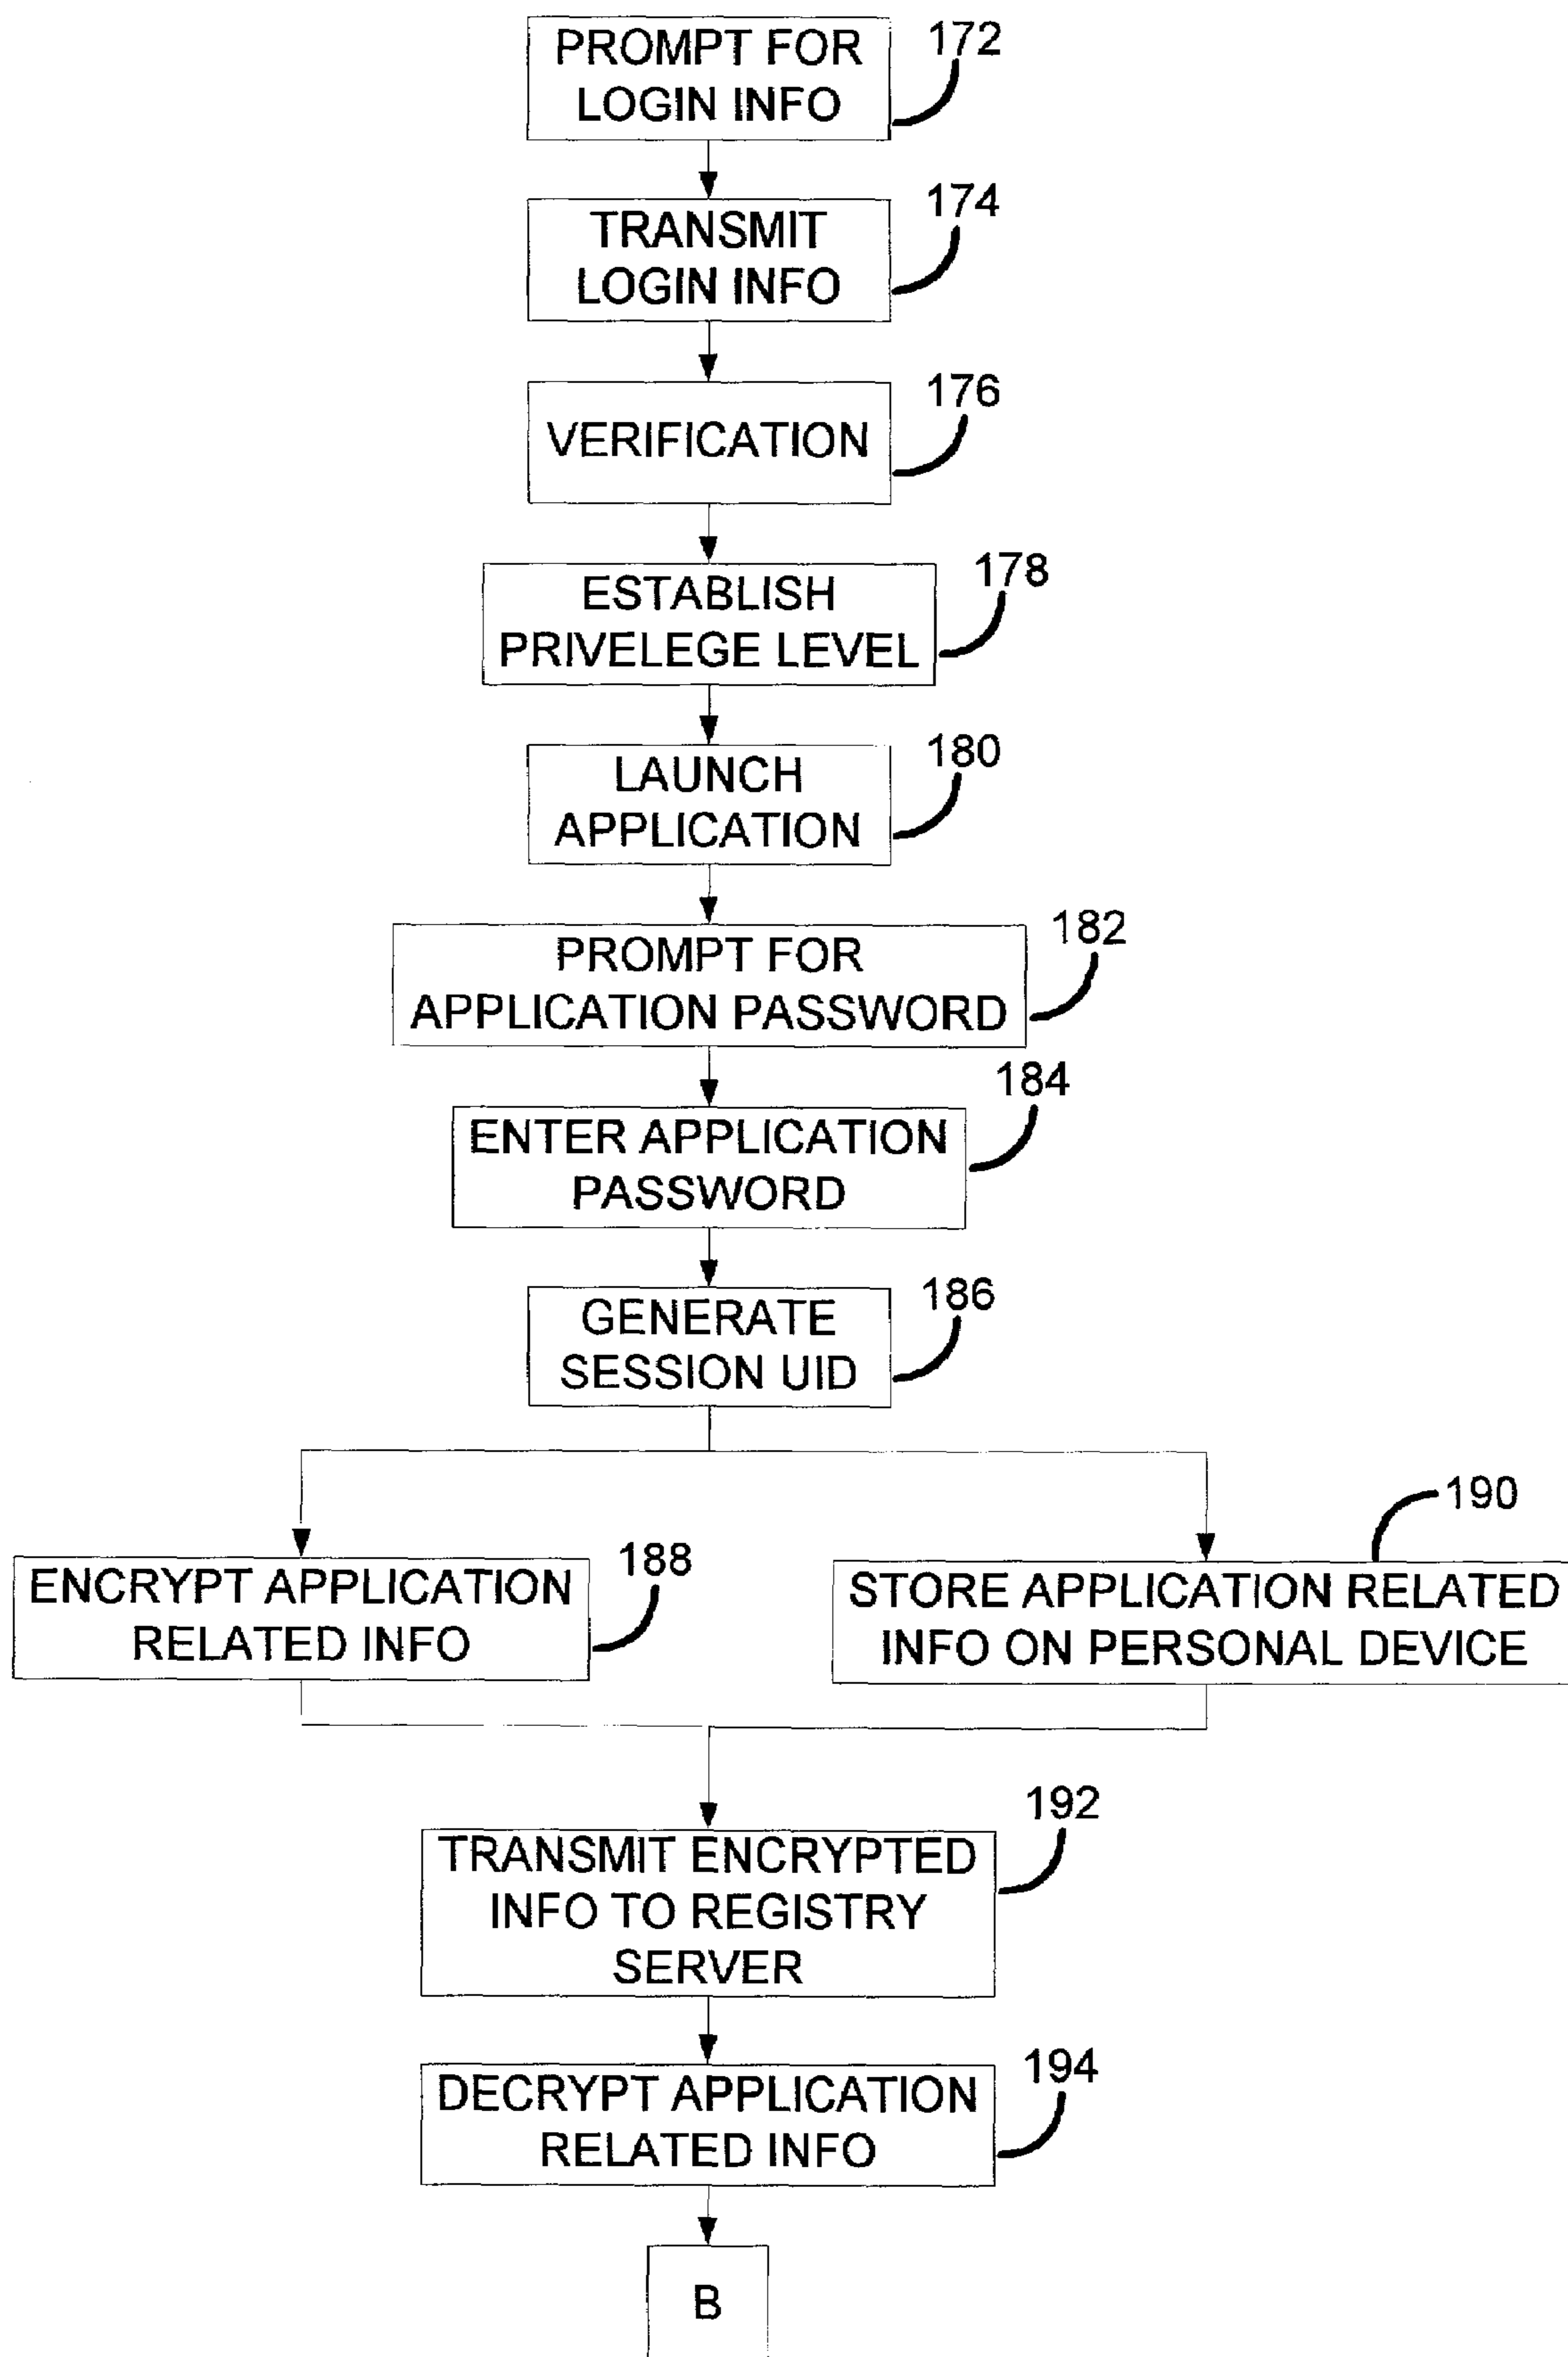 PROMPT FOR
LOGIN INFO
172
TRANSMIT
LOGIN INFO
174
VERIFICATION
176
ESTABLISH
PRIVELEGE LEVEL
178
LAUNCH
APPLICATION
180
PROMPT FOR
APPLICATION PASSWORD
182
ENTER APPLICATION
PASSWORD
184
GENERATE
SESSION UID
186
ENCRYPT APPLICATION
RELATED INFO
188
STORE APPLICATION RELATED
INFO ON PERSONAL DEVICE
190
TRANSMIT ENCRYPTED
INFO TO REGISTRY
SERVER
192
DECRYPT APPLICATION
RELATED INFO
194
B